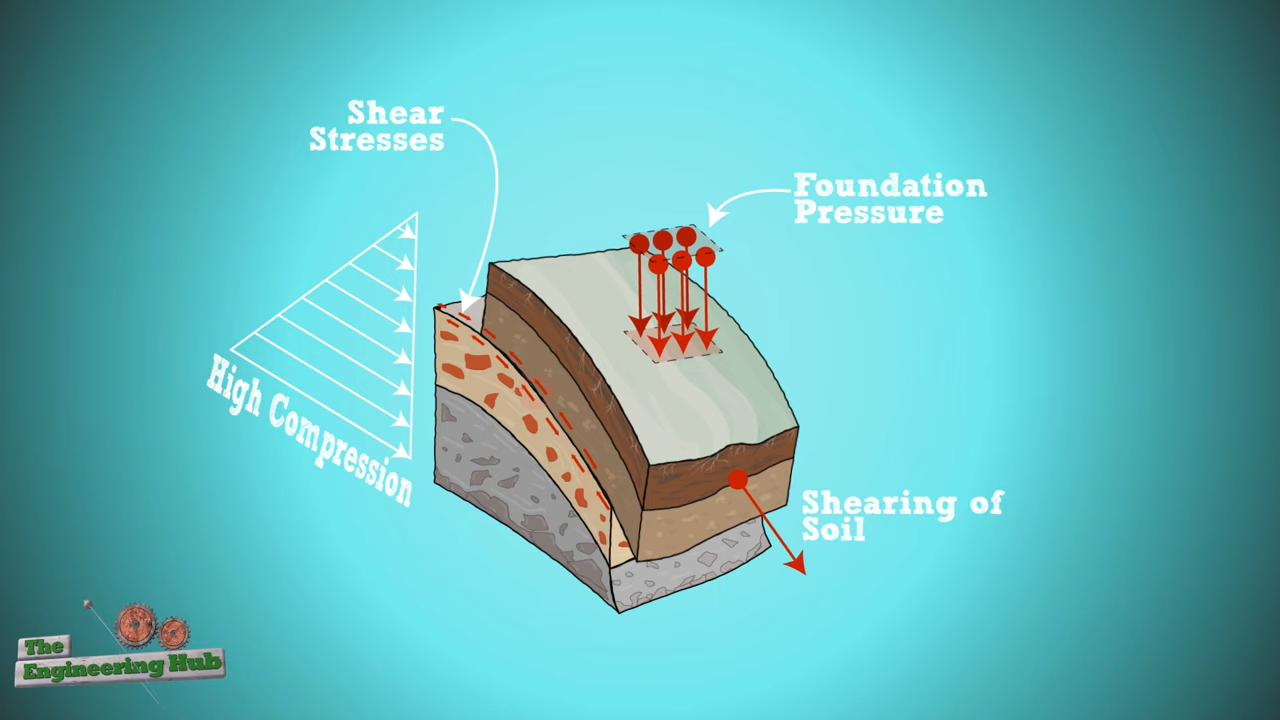 Shear
Stresses
Foundation
Pressure
High Compression
Shearing of
Soil
The
Engineering Hub